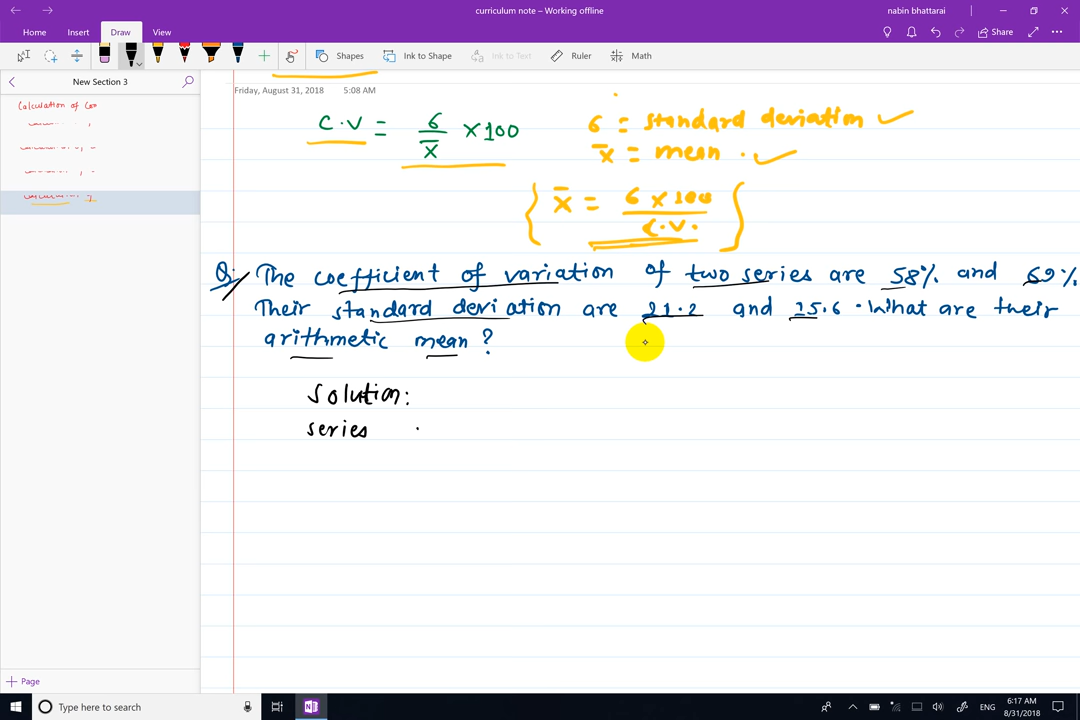 curriculum note – Working offline
nabin bhattarai
Home Insert Draw View
Share
Shapes Ink to Shape Ink to Text Ruler Math
New Section 3
Calculation of Coe
Friday, August 31, 2018 5:08 AM
C.V = σ/x̄ ×100
σ = standard deviation
x̄ = mean.
{ x̄ = σ × 100 / C.V. }
Q: The coefficient of variation of two series are 58% and 69%.
Their standard deviation are 21.2 and 15.6. What are their
arithmetic mean?
Solution:
series
+ Page
Type here to search
ENG
6:17 AM
8/31/2018